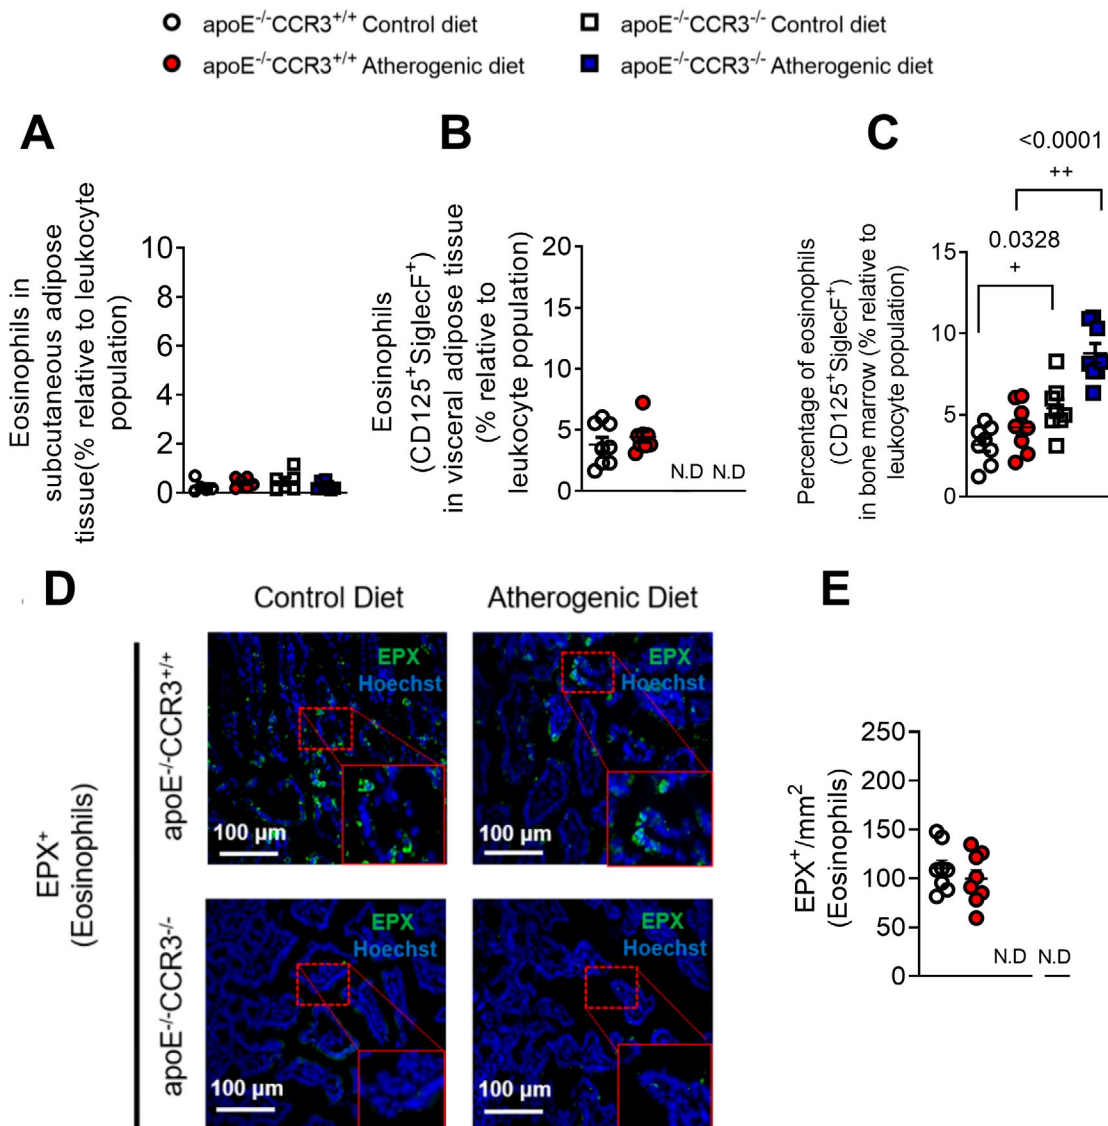 apoE-/-CCR3+/+ Control diet
apoE-/-CCR3-/- Control diet
apoE-/-CCR3+/+ Atherogenic diet
apoE-/-CCR3-/- Atherogenic diet
A
Eosinophils in
subcutaneous adipose
tissue(% relative to leukocyte
population)
10
8
6
4
2
0
B
Eosinophils
(CD125+SiglecF+)
in visceral adipose tissue
(% relative to
leukocyte population)
20
15
10
5
0
N.D N.D
C
<0.0001
++
0.0328
+
Percentage of eosinophils
(CD125+SiglecF+)
in bone marrow (% relative to
leukocyte population)
15
10
5
0
D
Control Diet
Atherogenic Diet
EPX+
(Eosinophils)
apoE-/-CCR3+/+
EPX
Hoechst
100 µm
EPX
Hoechst
100 µm
apoE-/-CCR3-/-
EPX
Hoechst
100 µm
EPX
Hoechst
100 µm
E
EPX+/mm2
(Eosinophils)
250
200
150
100
50
0
N.D N.D